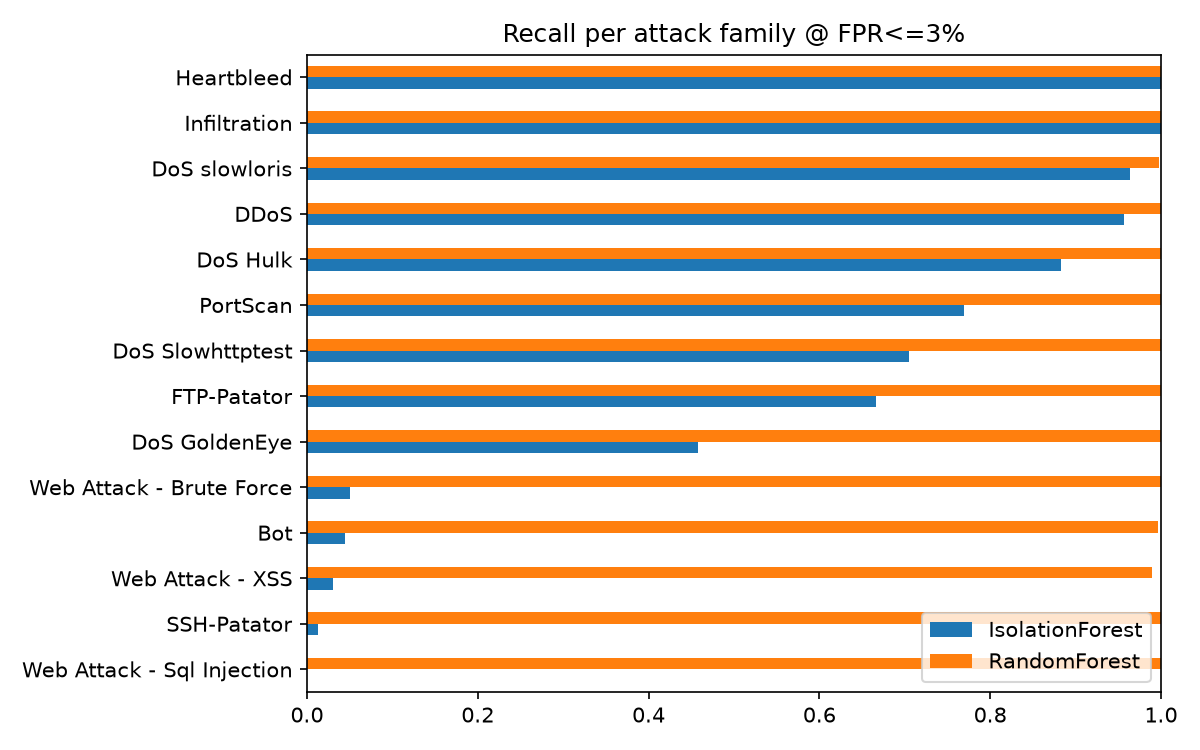 Recall per attack family @ FPR<=3%
Heartbleed
Infiltration
DoS slowloris
DDoS
DoS Hulk
PortScan
DoS Slowhttptest
FTP-Patator
DoS GoldenEye
Web Attack - Brute Force
Bot
Web Attack - XSS
SSH-Patator
Web Attack - Sql Injection
IsolationForest
RandomForest
0.0 0.2 0.4 0.6 0.8 1.0